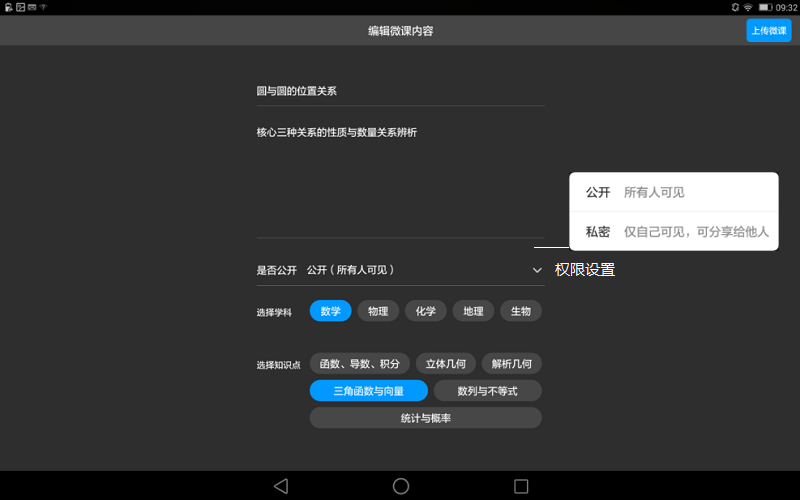 09:32
编辑微课内容
上传微课
圆与圆的位置关系
核心三种关系的性质与数量关系辨析
公开 所有人可见
私密 仅自己可见，可分享给他人
是否公开 公开（所有人可见）
权限设置
选择学科 数学 物理 化学 地理 生物
选择知识点 函数、导数、积分 立体几何 解析几何
三角函数与向量 数列与不等式
统计与概率